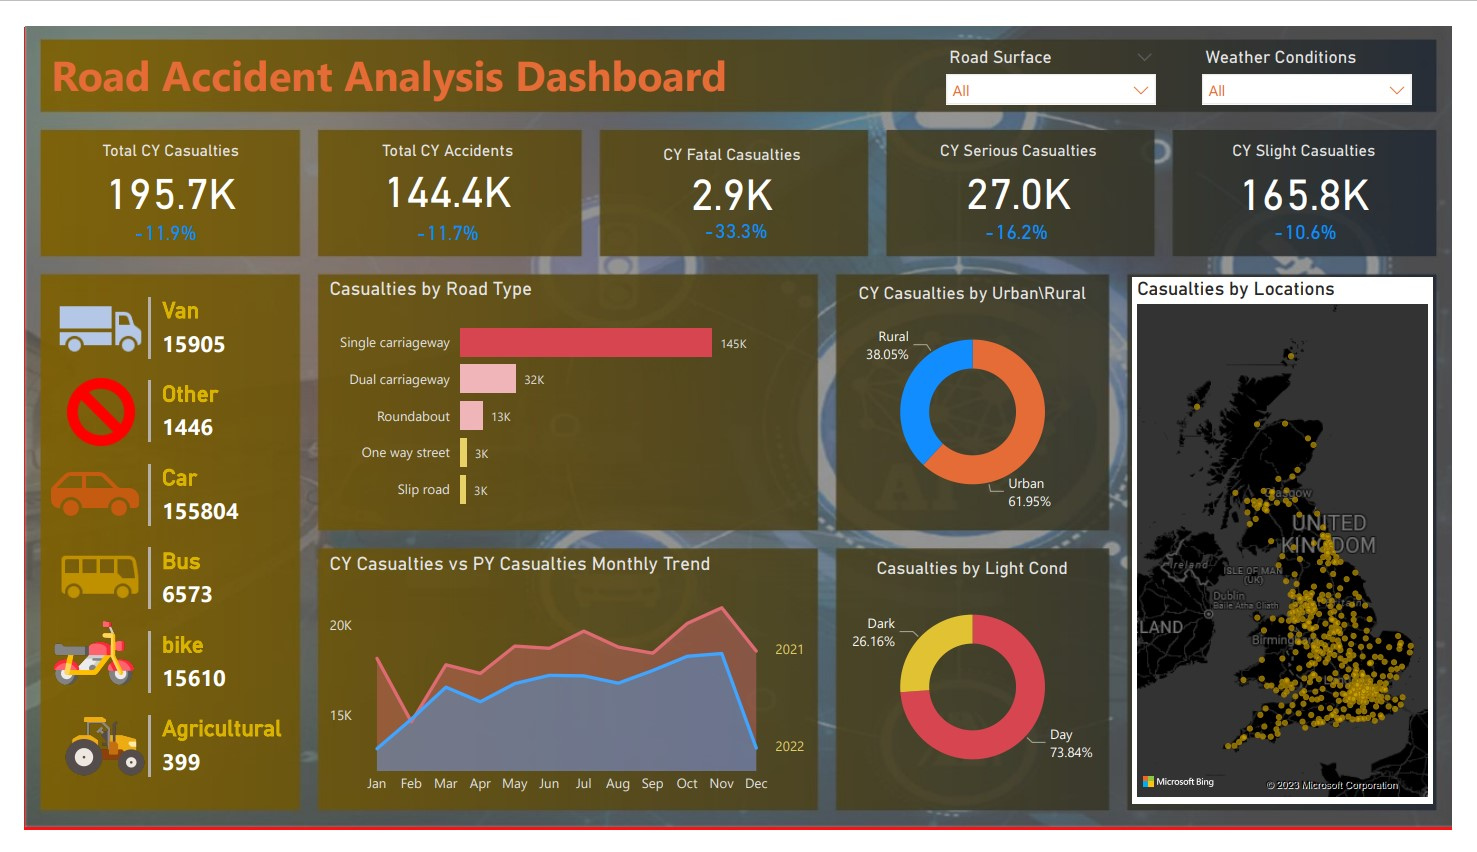 Road Accident Analysis Dashboard
Road Surface
All
Weather Conditions
All
Total CY Casualties
195.7K
-11.9%
Total CY Accidents
144.4K
-11.7%
CY Fatal Casualties
2.9K
-33.3%
CY Serious Casualties
27.0K
-16.2%
CY Slight Casualties
165.8K
-10.6%
Van
15905
Other
1446
Car
155804
Bus
6573
bike
15610
Agricultural
399
Casualties by Road Type
Single carriageway 145K
Dual carriageway 32K
Roundabout 13K
One way street 3K
Slip road 3K
CY Casualties vs PY Casualties Monthly Trend
20K
15K
2021
2022
Jan Feb Mar Apr May Jun Jul Aug Sep Oct Nov Dec
CY Casualties by Urban\Rural
Rural
38.05%
Urban
61.95%
Casualties by Light Cond
Dark
26.16%
Day
73.84%
Casualties by Locations
UNITED
KINGDOM
Ireland
ISLE OF MAN
(UK)
Dublin
Baile Átha Cliath
LAND
Microsoft Bing
© 2023 Microsoft Corporation